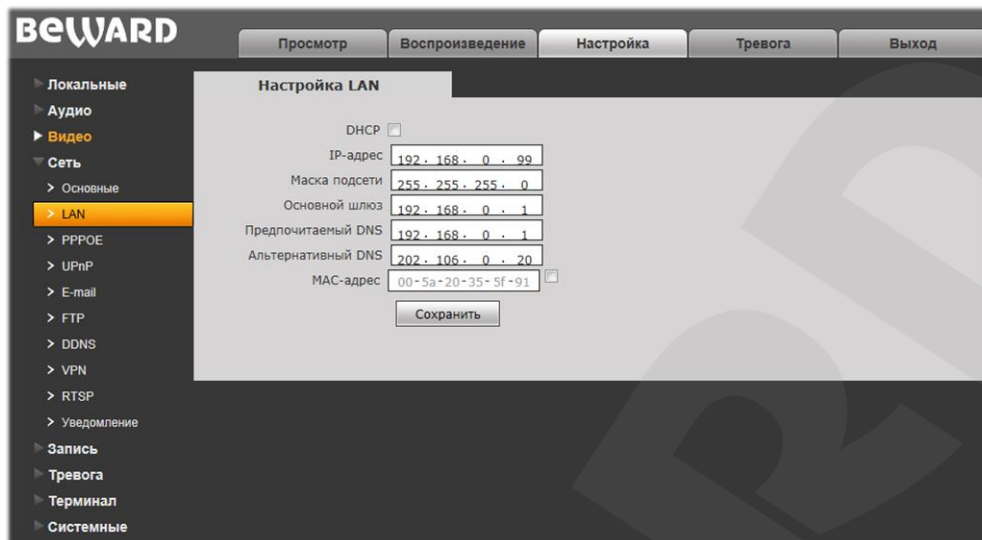 BEWARD
Просмотр Воспроизведение Настройка Тревога Выход
Локальные
Аудио
Видео
Сеть
Основные
LAN
PPPOE
UPnP
E-mail
FTP
DDNS
VPN
RTSP
Уведомление
Запись
Тревога
Терминал
Системные
Настройка LAN
DHCP
IP-адрес 192. 168. 0 . 99
Маска подсети 255. 255. 255. 0
Основной шлюз 192. 168. 0 . 1
Предпочитаемый DNS 192. 168. 0 . 1
Альтернативный DNS 202. 106. 0 . 20
MAC-адрес 00-5a-20-35-5f-91
Сохранить